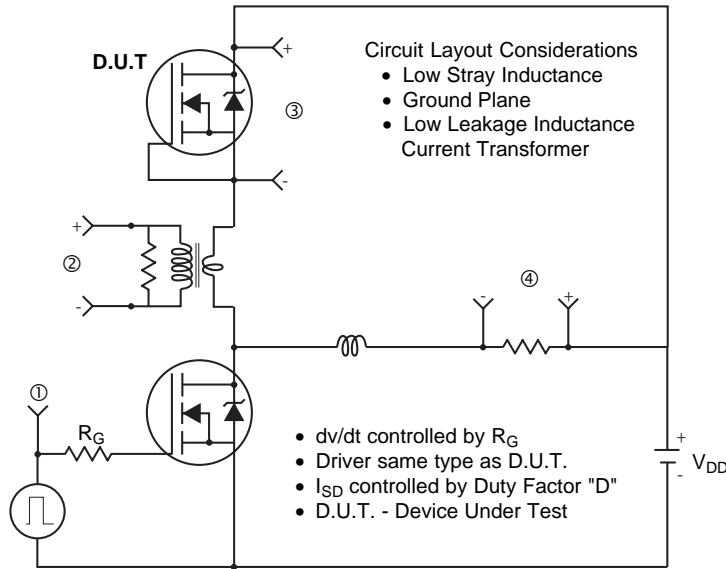 D.U.T
+
③
-
Circuit Layout Considerations
• Low Stray Inductance
• Ground Plane
• Low Leakage Inductance
Current Transformer
+
②
-
④
-
+
①
R_G
• dv/dt controlled by R_G
• Driver same type as D.U.T.
• I_SD controlled by Duty Factor "D"
• D.U.T. - Device Under Test
+
V_DD
-